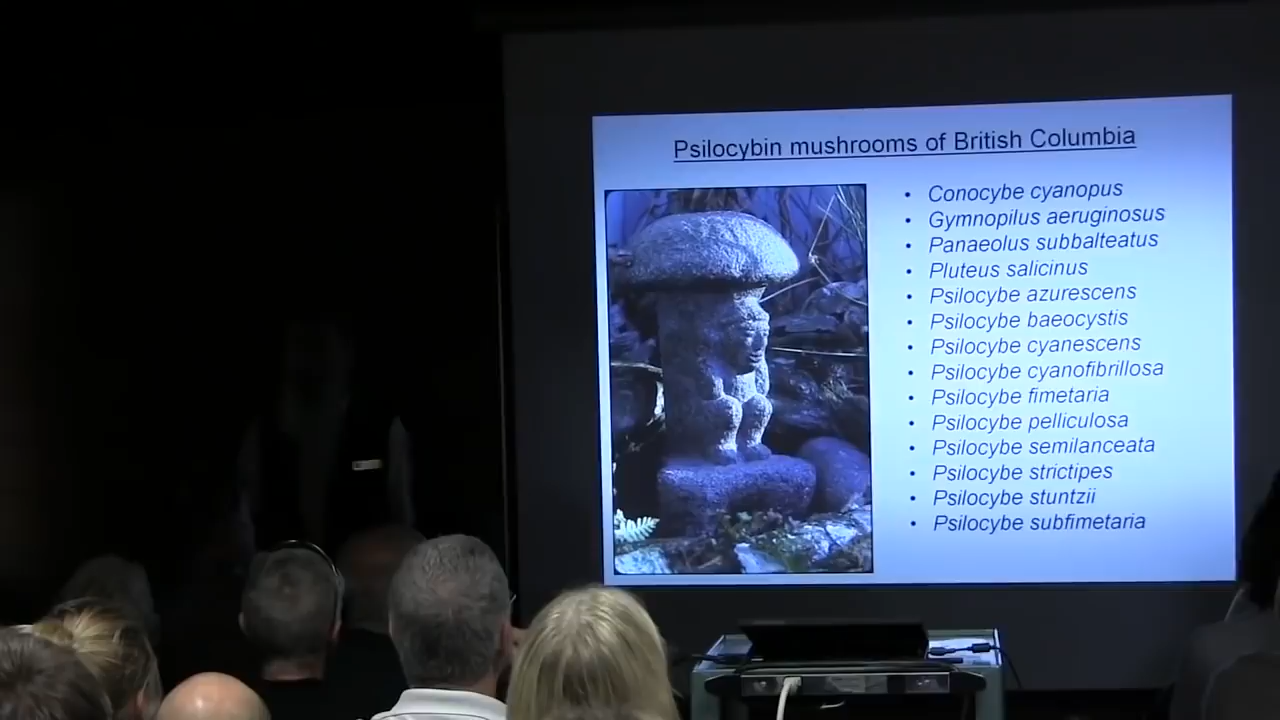 Psilocybin mushrooms of British Columbia
• Conocybe cyanopus
• Gymnopilus aeruginosus
• Panaeolus subbalteatus
• Pluteus salicinus
• Psilocybe azurescens
• Psilocybe baeocystis
• Psilocybe cyanescens
• Psilocybe cyanofibrillosa
• Psilocybe fimetaria
• Psilocybe pelliculosa
• Psilocybe semilanceata
• Psilocybe strictipes
• Psilocybe stuntzii
• Psilocybe subfimetaria